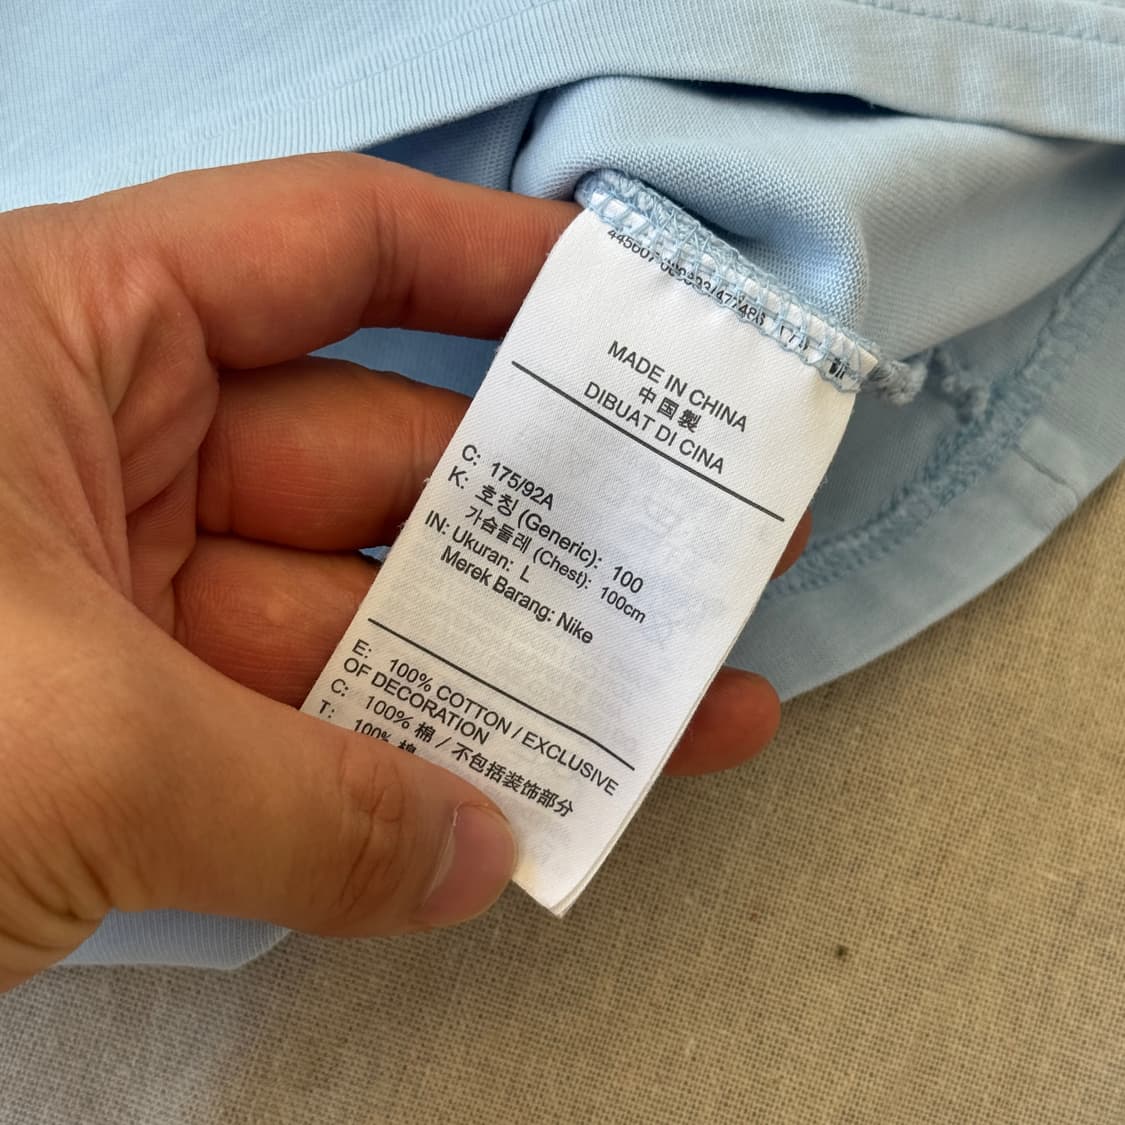 MADE IN CHINA
中国製
DIBUAT DI CINA
C: 175/92A
K: 호칭 (Generic): 100
가슴둘레 (Chest): 100cm
IN: Ukuran: L
Merek Barang: Nike
E: 100% COTTON / EXCLUSIVE
OF DECORATION
C: 100% 棉 / 不包括装饰部分
T: 100% 棉